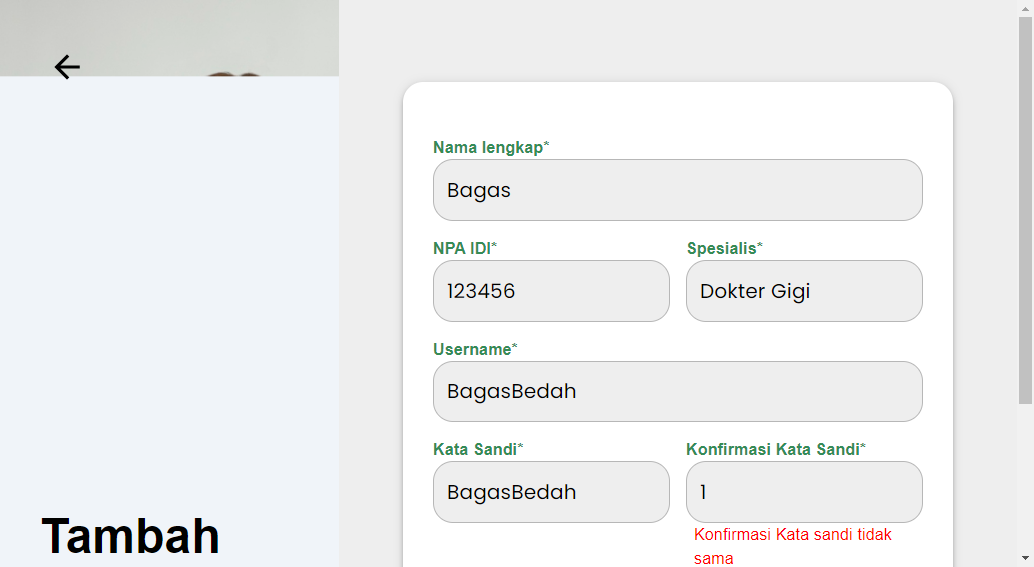 Nama lengkap*
Bagas
NPA IDI*
Spesialis*
123456
Dokter Gigi
Username*
BagasBedah
Kata Sandi*
Konfirmasi Kata Sandi*
BagasBedah
1
Konfirmasi Kata sandi tidak
sama
Tambah